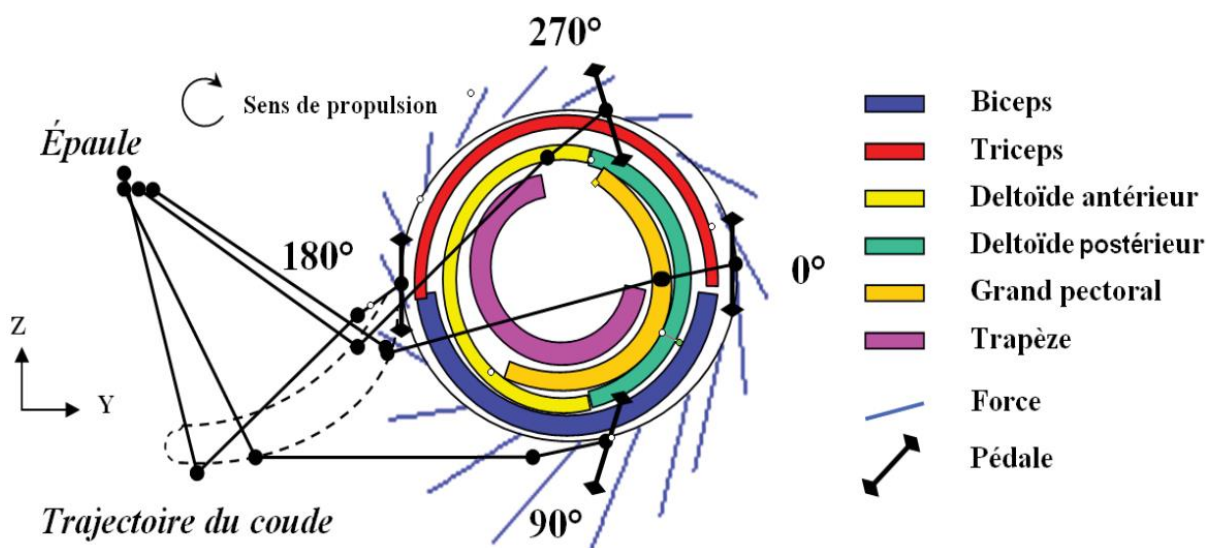 270°
Sens de propulsion
Épaule
180°
0°
Z
Y
Trajectoire du coude
90°
Biceps
Triceps
Deltoïde antérieur
Deltoïde postérieur
Grand pectoral
Trapèze
Force
Pédale